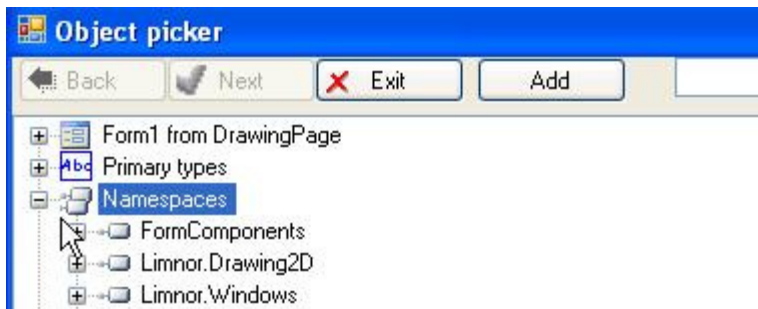 Object picker
Back Next Exit Add
Form1 from DrawingPage
Abc Primary types
Namespaces
FormComponents
Limnor.Drawing2D
Limnor.Windows